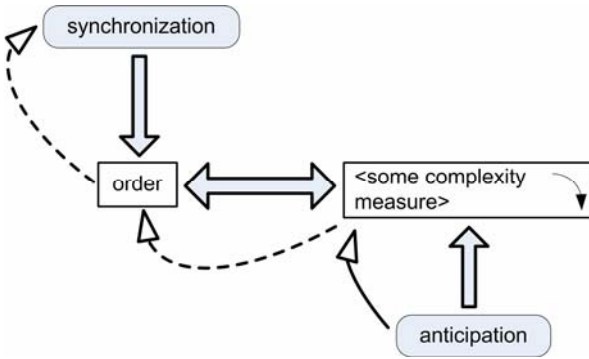 synchronization
order
<some complexity
measure>
anticipation